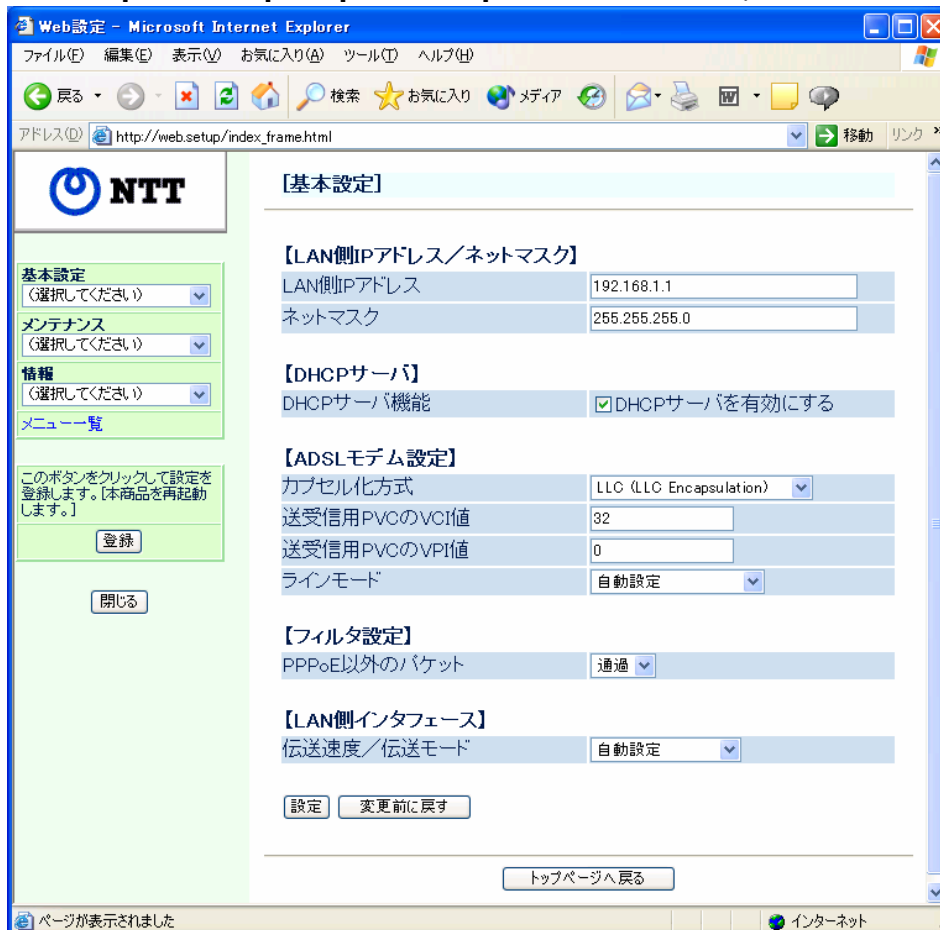 Web設定 - Microsoft Internet Explorer
ファイル(F) 編集(E) 表示(V) お気に入り(A) ツール(T) ヘルプ(H)
戻る 検索 お気に入り メディア
アドレス(D) http://web.setup/index_frame.html 移動 リンク »
NTT
基本設定
(選択してください)
メンテナンス
(選択してください)
情報
(選択してください)
メニュー一覧
このボタンをクリックして設定を
登録します。[本商品を再起動
します。]
登録
閉じる
[基本設定]
【LAN側IPアドレス／ネットマスク】
LAN側IPアドレス 192.168.1.1
ネットマスク 255.255.255.0
【DHCPサーバ】
DHCPサーバ機能 DHCPサーバを有効にする
【ADSLモデム設定】
カプセル化方式 LLC (LLC Encapsulation)
送受信用PVCのVCI値 32
送受信用PVCのVPI値 0
ラインモード 自動設定
【フィルタ設定】
PPPoE以外のパケット 通過
【LAN側インタフェース】
伝送速度／伝送モード 自動設定
設定 変更前に戻す
トップページへ戻る
ページが表示されました インターネット